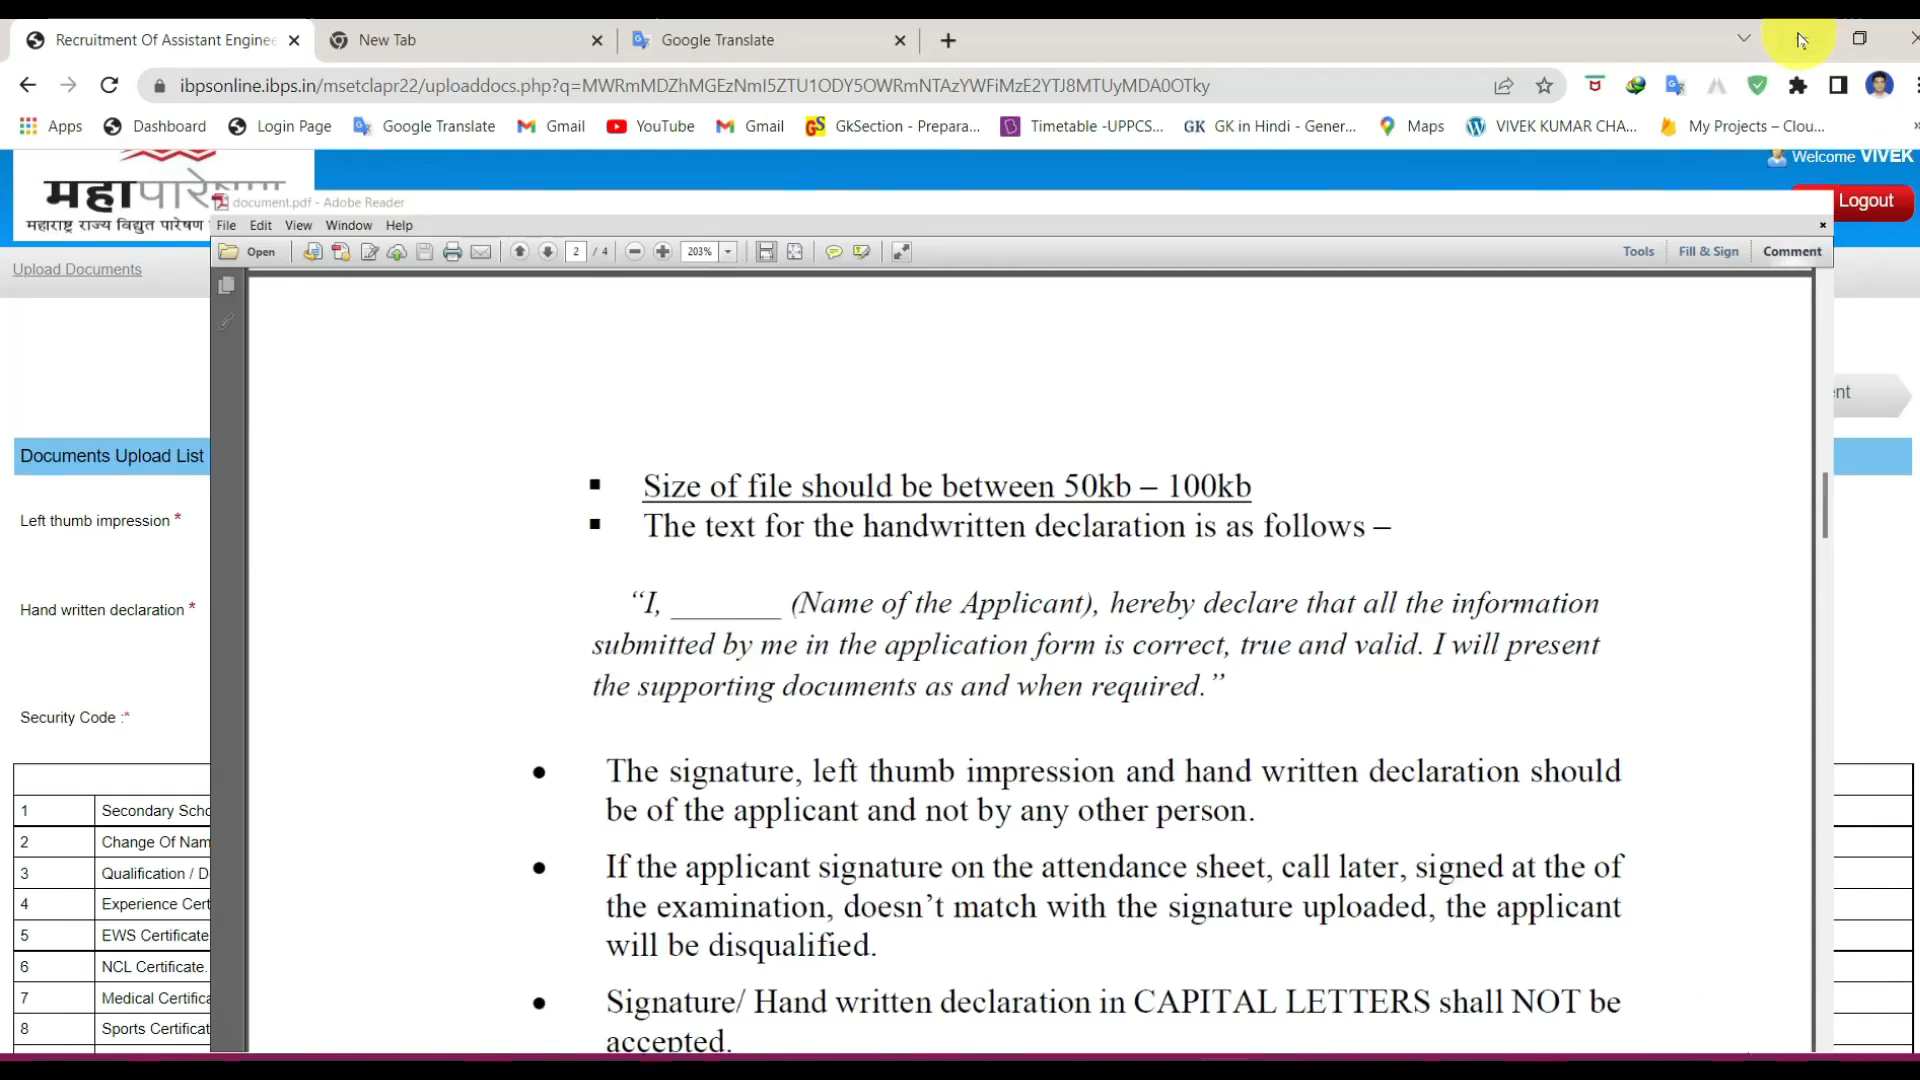 Recruitment Of Assistant Enginee
New Tab
Google Translate
ibpsonline.ibps.in/msetclapr22/uploaddocs.php?q=MWRmMDZhMGEzNmI5ZTU1ODY5OWRmNTAzYWFiMzE2YTJ8MTUyMDA0OTky
Apps Dashboard Login Page Google Translate Gmail YouTube Gmail GkSection - Prepara... Timetable -UPPCS... GK GK in Hindi - Gener... Maps VIVEK KUMAR CHA... My Projects – Clou...
Welcome VIVEK
महापारेषण
महाराष्ट्र राज्य विद्युत पारेषण
Logout
document.pdf - Adobe Reader
File Edit View Window Help
Open 2 / 4 203% Tools Fill & Sign Comment
Upload Documents
Documents Upload List
Size of file should be between 50kb – 100kb
Left thumb impression *
The text for the handwritten declaration is as follows –
Hand written declaration *
“I, _______ (Name of the Applicant), hereby declare that all the information
submitted by me in the application form is correct, true and valid. I will present
the supporting documents as and when required.”
Security Code :*
The signature, left thumb impression and hand written declaration should
be of the applicant and not by any other person.
If the applicant signature on the attendance sheet, call later, signed at the of
the examination, doesn’t match with the signature uploaded, the applicant
will be disqualified.
Signature/ Hand written declaration in CAPITAL LETTERS shall NOT be
accepted.
1 Secondary Scho
2 Change Of Nam
3 Qualification / D
4 Experience Cert
5 EWS Certificate
6 NCL Certificate.
7 Medical Certifica
8 Sports Certificat